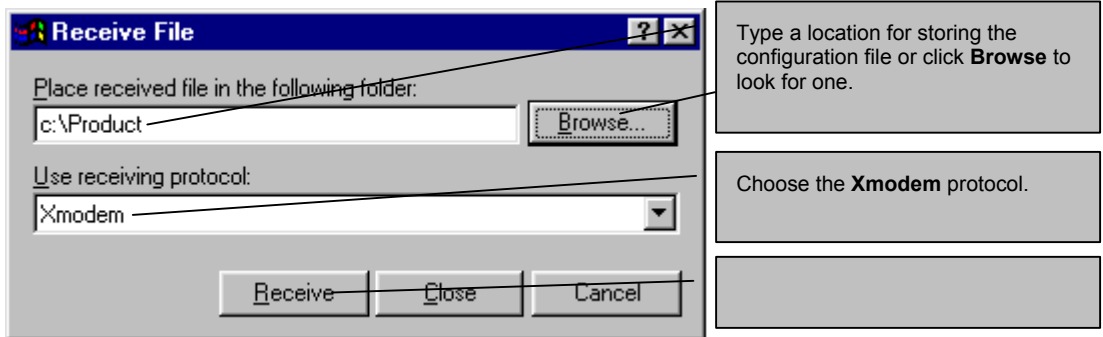 Receive File
Place received file in the following folder:
c:\Product
Browse...
Use receiving protocol:
Xmodem
Receive
Close
Cancel
Type a location for storing the
configuration file or click Browse to
look for one.
Choose the Xmodem protocol.